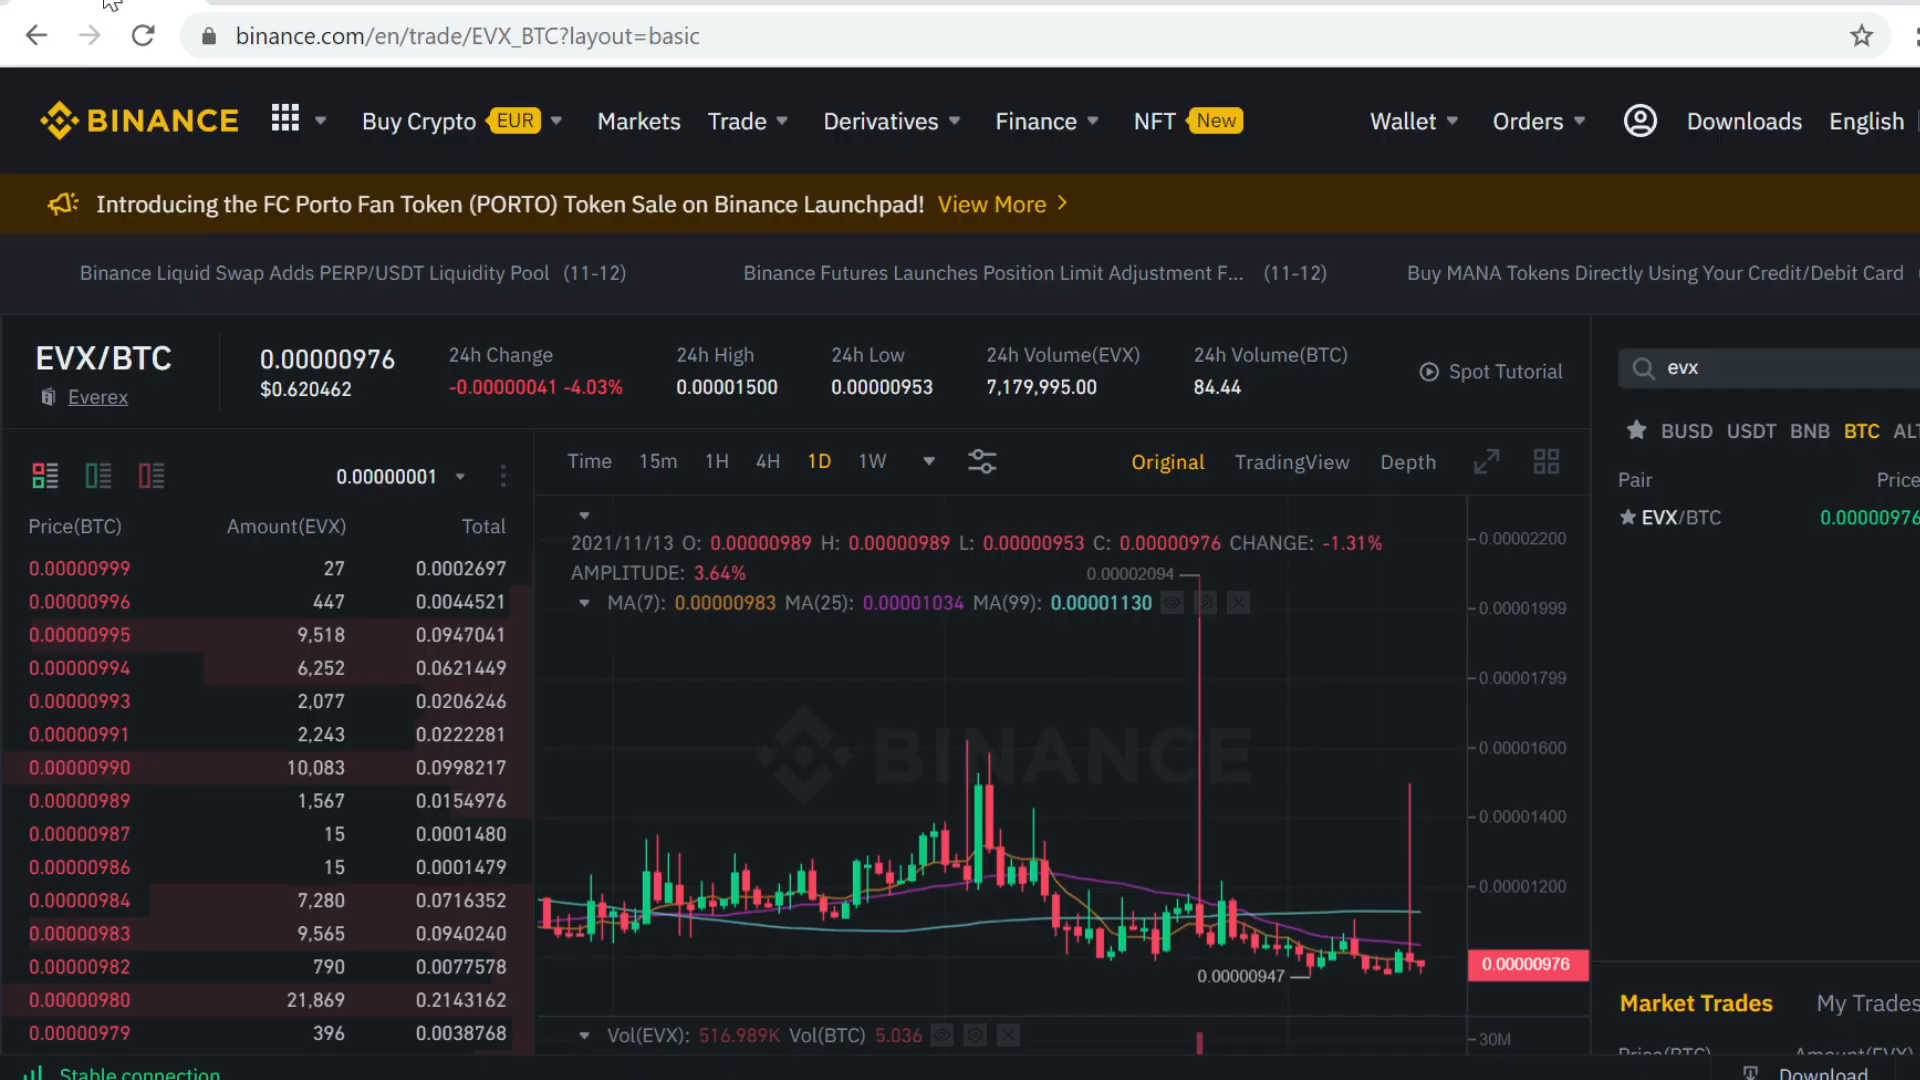 binance.com/en/trade/EVX_BTC?layout=basic
BINANCE Buy Crypto EUR Markets Trade Derivatives Finance NFT New Wallet Orders Downloads English
Introducing the FC Porto Fan Token (PORTO) Token Sale on Binance Launchpad! View More
Binance Liquid Swap Adds PERP/USDT Liquidity Pool (11-12) Binance Futures Launches Position Limit Adjustment F... (11-12) Buy MANA Tokens Directly Using Your Credit/Debit Card
EVX/BTC
Everex
0.00000976
$0.620462
24h Change
-0.00000041 -4.03%
24h High
0.00001500
24h Low
0.00000953
24h Volume(EVX)
7,179,995.00
24h Volume(BTC)
84.44
Spot Tutorial
0.00000001
Price(BTC) Amount(EVX) Total
0.00000999 27 0.0002697
0.00000996 447 0.0044521
0.00000995 9,518 0.0947041
0.00000994 6,252 0.0621449
0.00000993 2,077 0.0206246
0.00000991 2,243 0.0222281
0.00000990 10,083 0.0998217
0.00000989 1,567 0.0154976
0.00000987 15 0.0001480
0.00000986 15 0.0001479
0.00000984 7,280 0.0716352
0.00000983 9,565 0.0940240
0.00000982 790 0.0077578
0.00000980 21,869 0.2143162
0.00000979 396 0.0038768
Time 15m 1H 4H 1D 1W Original TradingView Depth
2021/11/13 O: 0.00000989 H: 0.00000989 L: 0.00000953 C: 0.00000976 CHANGE: -1.31%
AMPLITUDE: 3.64%
0.00002094
MA(7): 0.00000983 MA(25): 0.00001034 MA(99): 0.00001130
BINANCE
0.00000947
0.00002200
0.00001999
0.00001799
0.00001600
0.00001400
0.00001200
0.00000976
Vol(EVX): 516.989K Vol(BTC) 5.036
30M
evx
BUSD USDT BNB BTC ALT
Pair Price
EVX/BTC 0.00000976
Market Trades My Trades
Price(BTC) Amount(EVX)
Stable connection
Download